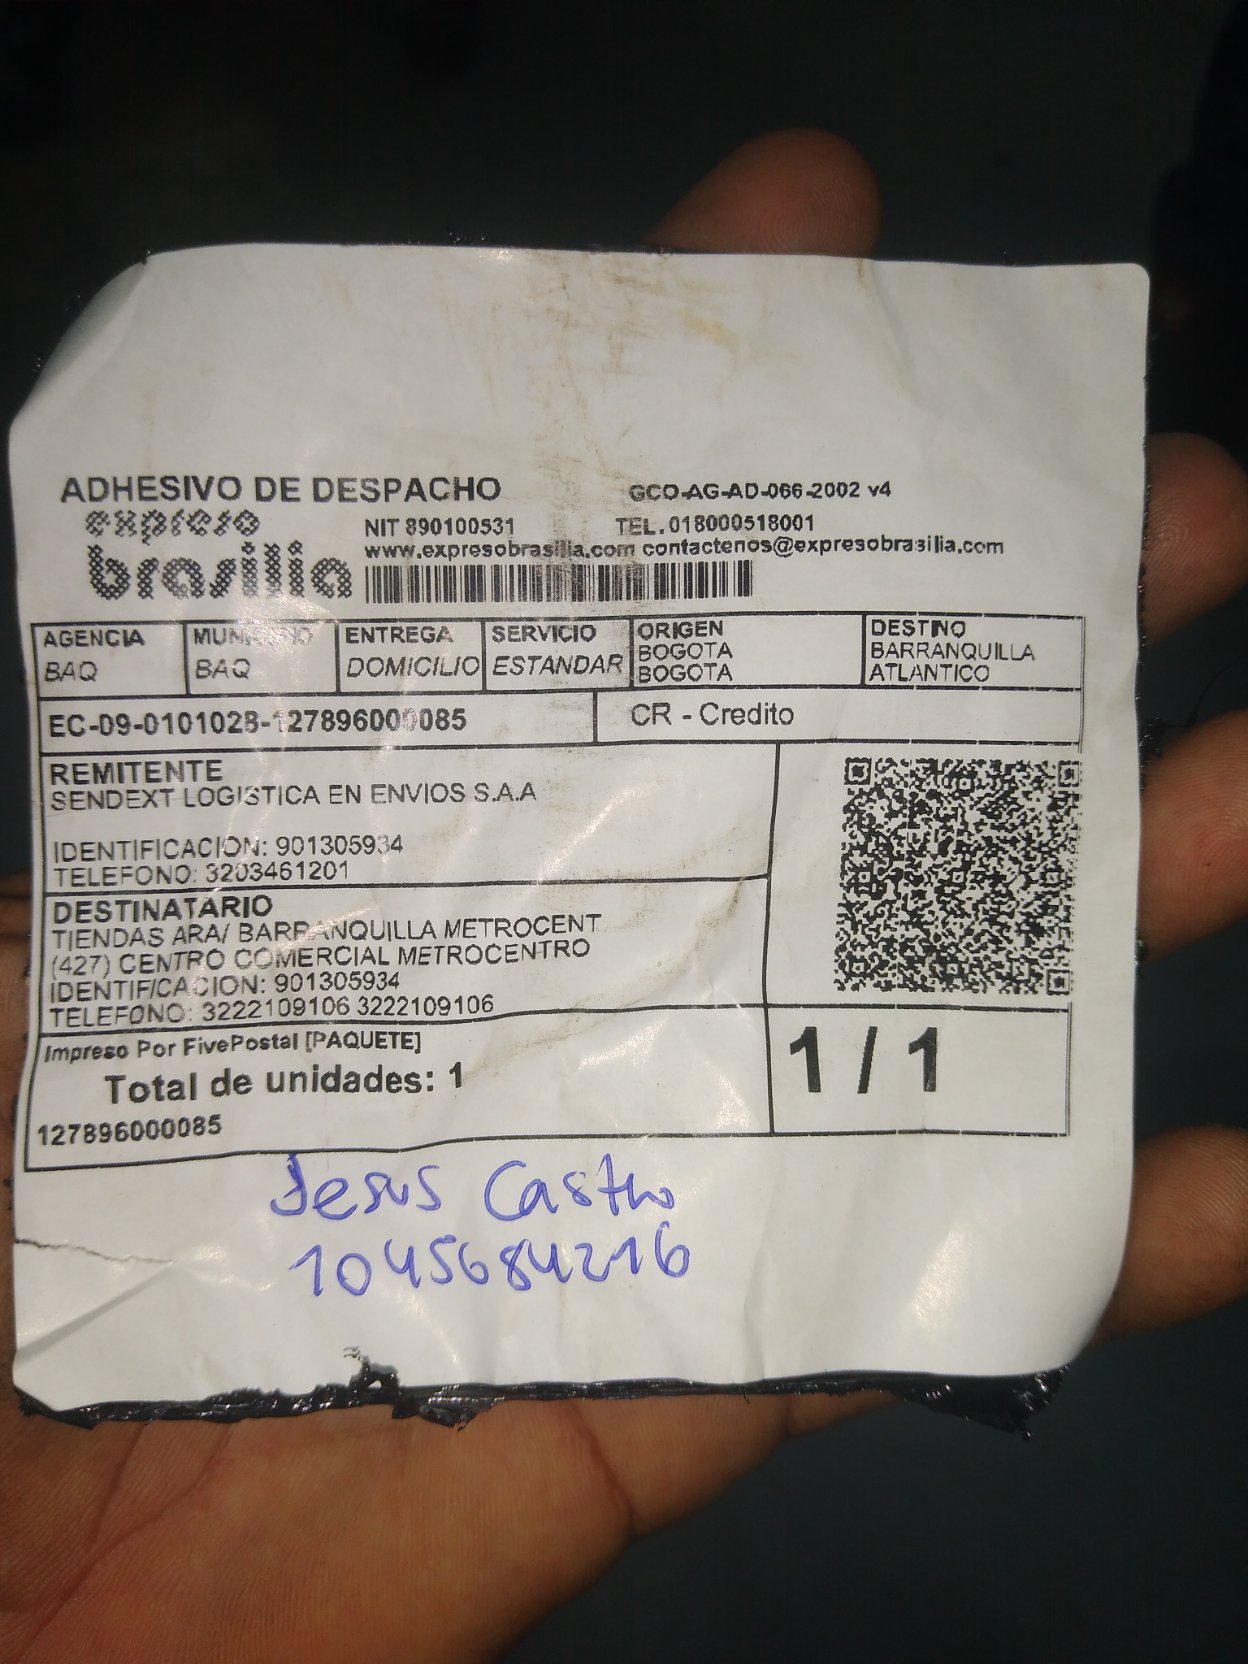 ADHESIVO DE DESPACHO
GCO-AG-AD-066-2002 v4
expreso
brasilia
NIT 890100531 TEL. 018000518001
www.expresobrasilia.com contactenos@expresobrasilia.com
AGENCIA
BAQ
MUNICIPIO
BAQ
ENTREGA
DOMICILIO
SERVICIO
ESTANDAR
ORIGEN
BOGOTA
BOGOTA
DESTINO
BARRANQUILLA
ATLANTICO
EC-09-0101028-127896000085
CR - Credito
REMITENTE
SENDEXT LOGISTICA EN ENVIOS S.A.A
IDENTIFICACION: 901305934
TELEFONO: 3203461201
DESTINATARIO
TIENDAS ARA/ BARRANQUILLA METROCENT
(427) CENTRO COMERCIAL METROCENTRO
IDENTIFICACION: 901305934
TELEFONO: 3222109106 3222109106
Impreso Por FivePostal [PAQUETE]
Total de unidades: 1
127896000085
1 / 1
Jesus Castro
1045684216